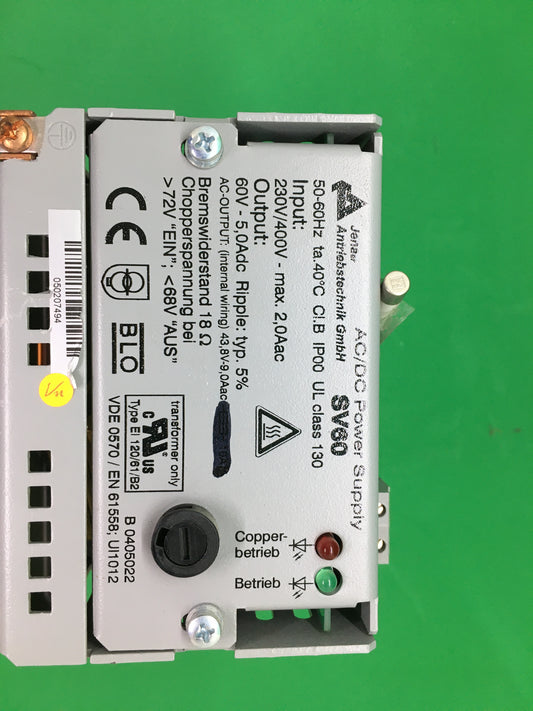 Jenaer
Antriebstechnik GmbH
AC/DC Power Supply
SV60
50-60Hz ta.40°C Cl.B IP00 UL class 130
Input:
230V/400V - max. 2,0Aac
Output:
60V - 5,0Adc Ripple: typ. 5%
AC-OUTPUT: (internal wiring) 43,8V-9,0Aac
Bremswiderstand 18 Ω
Chopperspannung bei
>72V "EIN"; <68V "AUS"
CE
BLO
transformer only
c UR US
Type EI 120/61/B2
B 0405022
VDE 0570 / EN 61558; UI1012
Copper-
betrieb
Betrieb
050207494